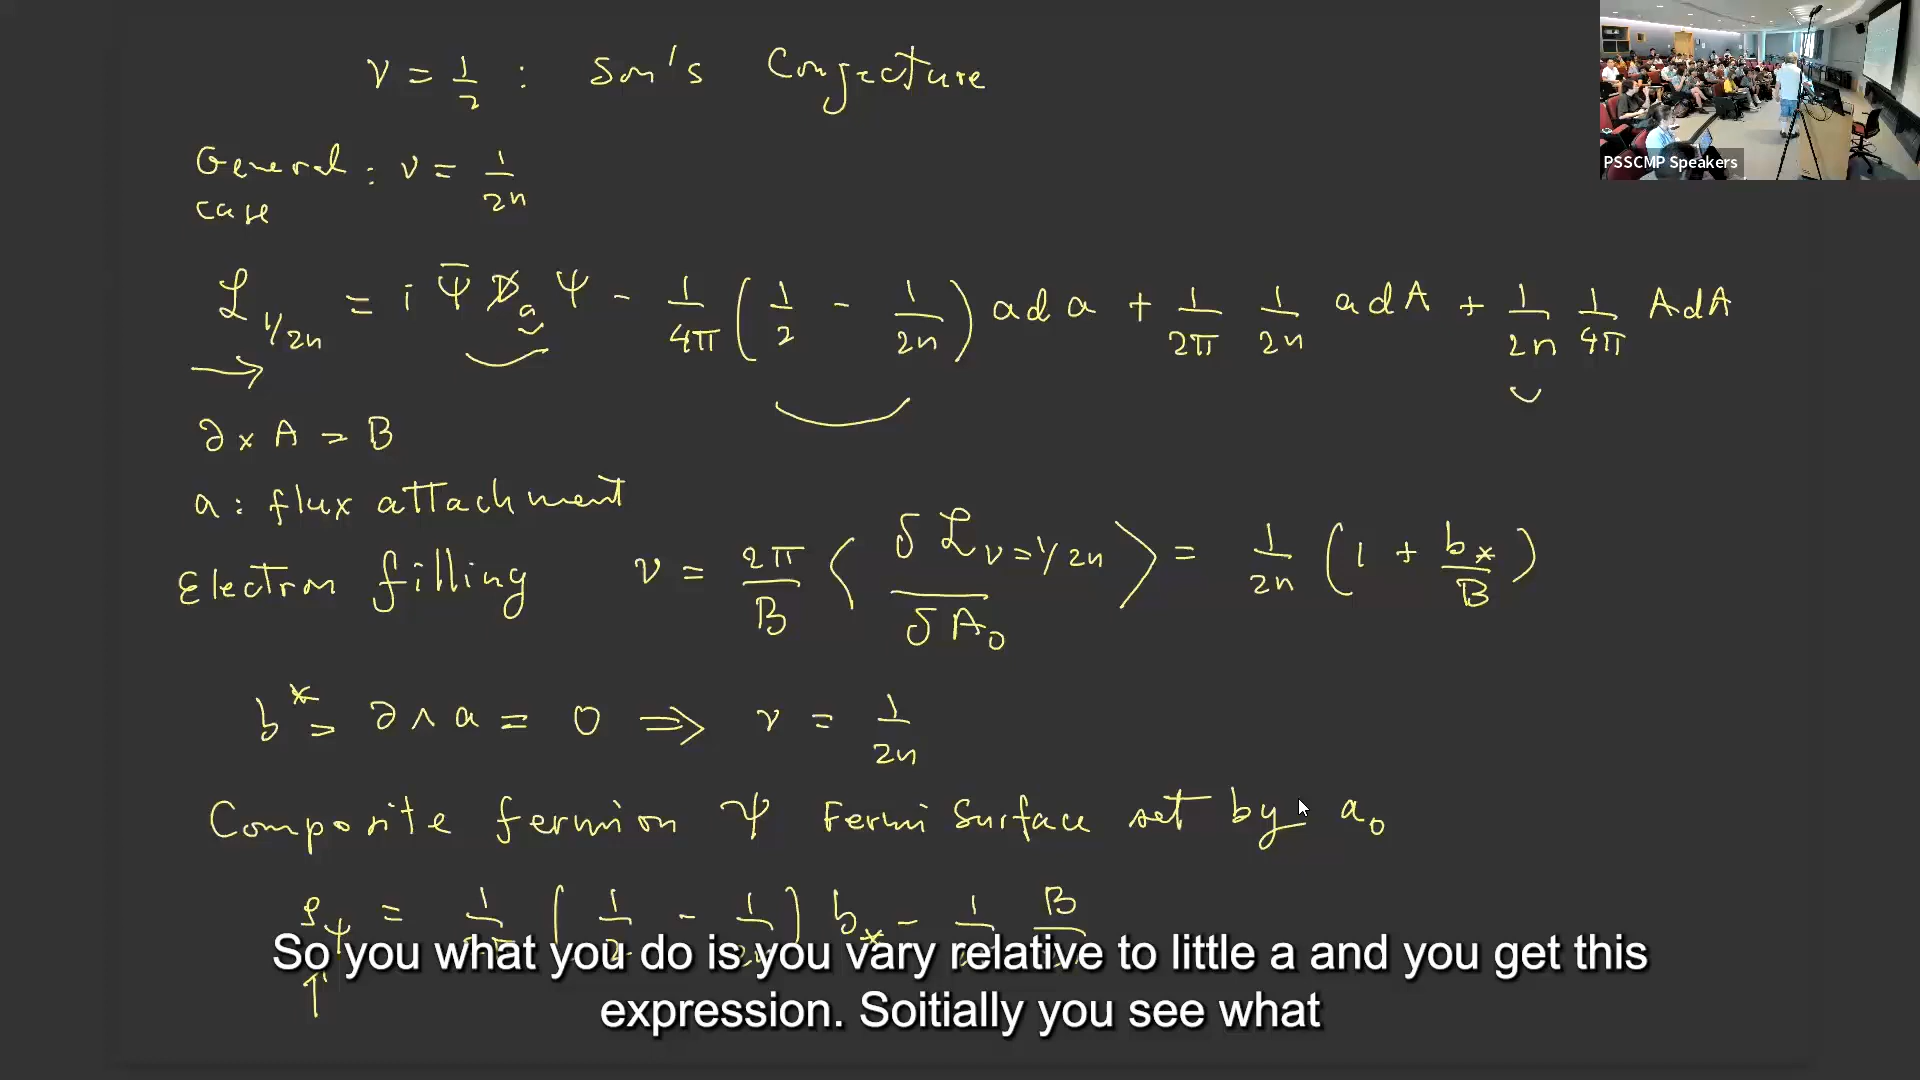 ν = 1/2 : Son's Conjecture
PSSCMP Speakers
General case : ν = 1/2n
ℒ_{1/2n} = i Ψ̄ D̸_a Ψ - 1/4π (1/2 - 1/2n) a d a + 1/2π 1/2n a d A + 1/2n 1/4π A d A
∂ × A = B
a : flux attachment
Electron filling ν = 2π/B ⟨ δℒ_{ν=1/2n} / δA_0 ⟩ = 1/2n (1 + b_*/B)
b^* = ∂ ∧ a = 0 ⟹ ν = 1/2n
Composite fermion ψ Fermi Surface set by a_0
So you what you do is you vary relative to little a and you get this
expression. Soitially you see what